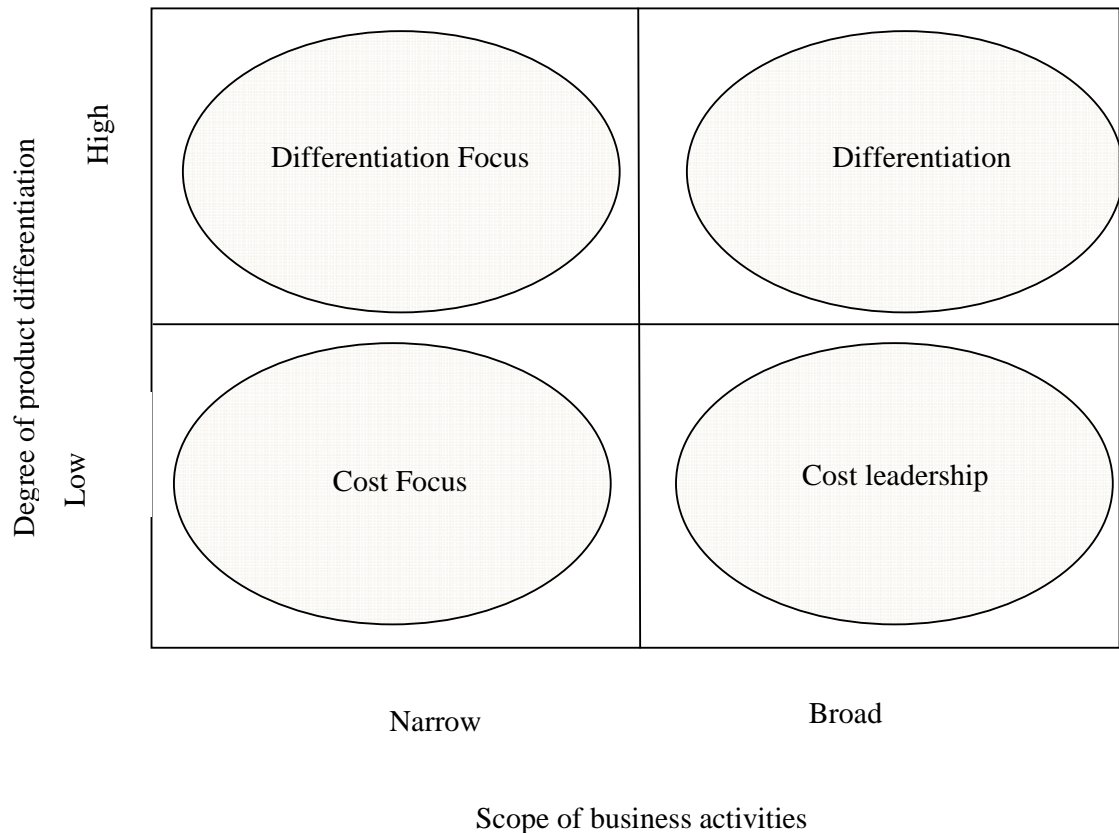 High
Degree of product differentiation
Low
Differentiation Focus
Differentiation
Cost Focus
Cost leadership
Narrow
Broad
Scope of business activities